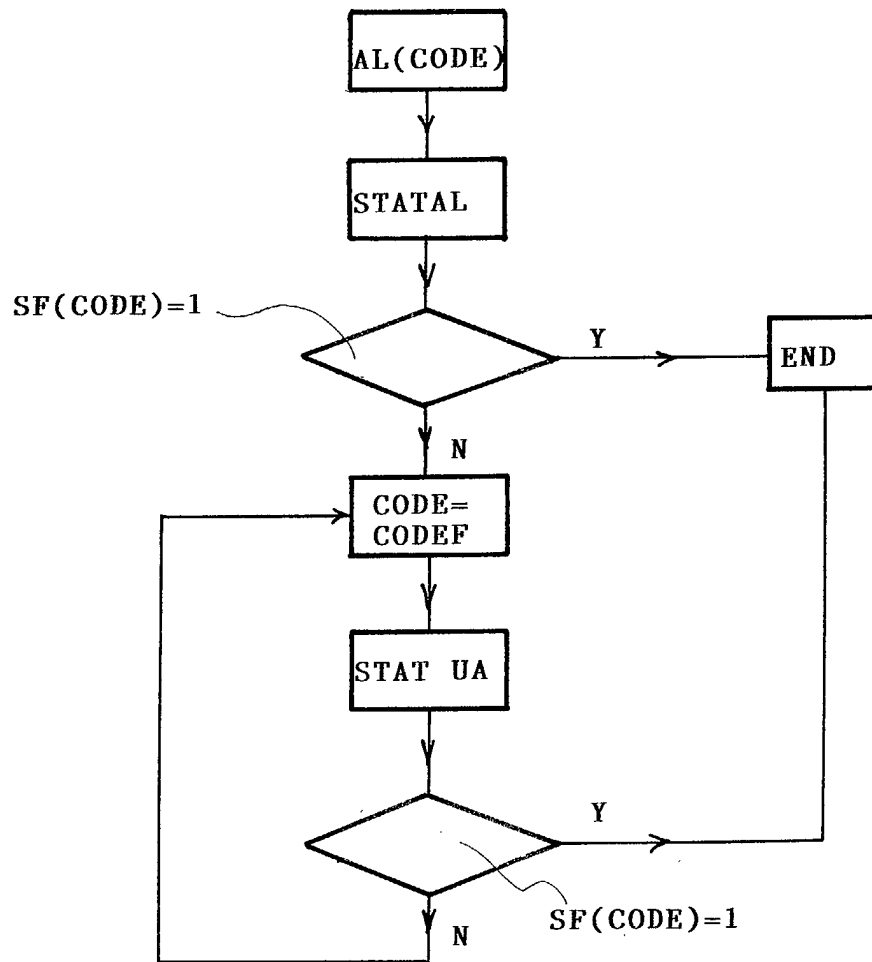 AL(CODE)
STATAL
SF(CODE)=1
Y
END
N
CODE=
CODEF
STAT UA
Y
SF(CODE)=1
N